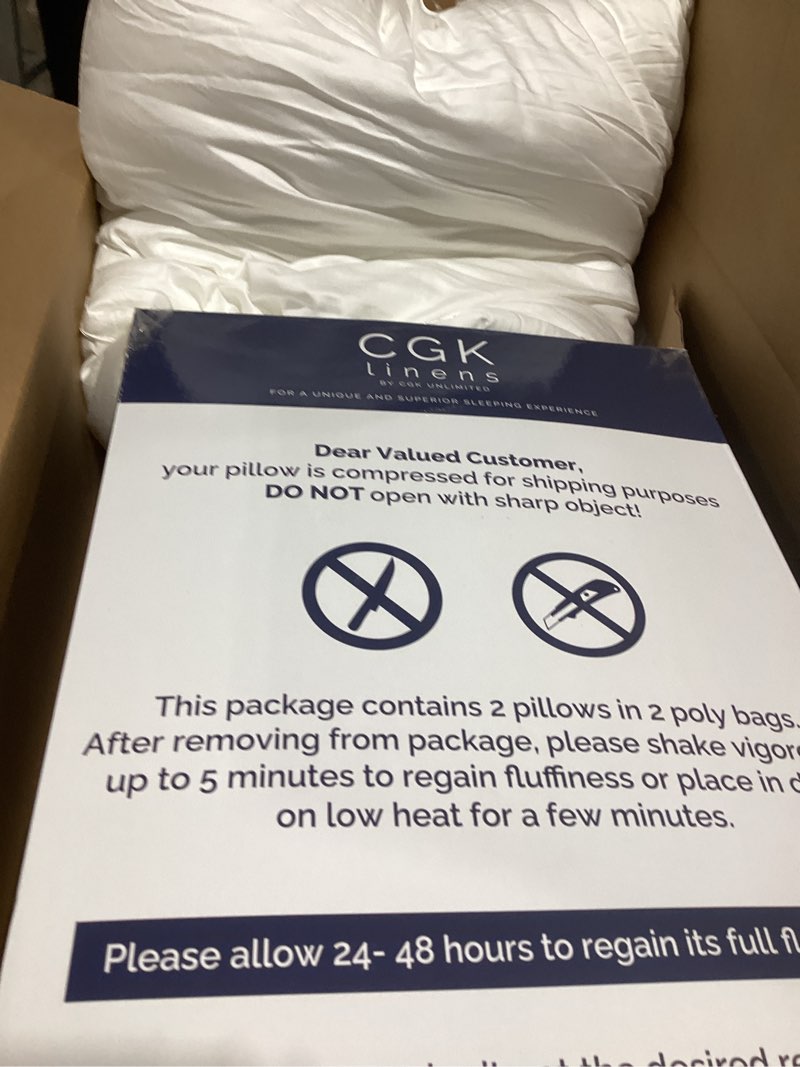 CGK
linens
BY CGK UNLIMITED
FOR A UNIQUE AND SUPERIOR SLEEPING EXPERIENCE
Dear Valued Customer,
your pillow is compressed for shipping purposes
DO NOT open with sharp object!
This package contains 2 pillows in 2 poly bags.
After removing from package, please shake
up to 5 minutes to regain fluffiness or place in
on low heat for a few minutes.
Please allow 24- 48 hours to regain its full
the desired